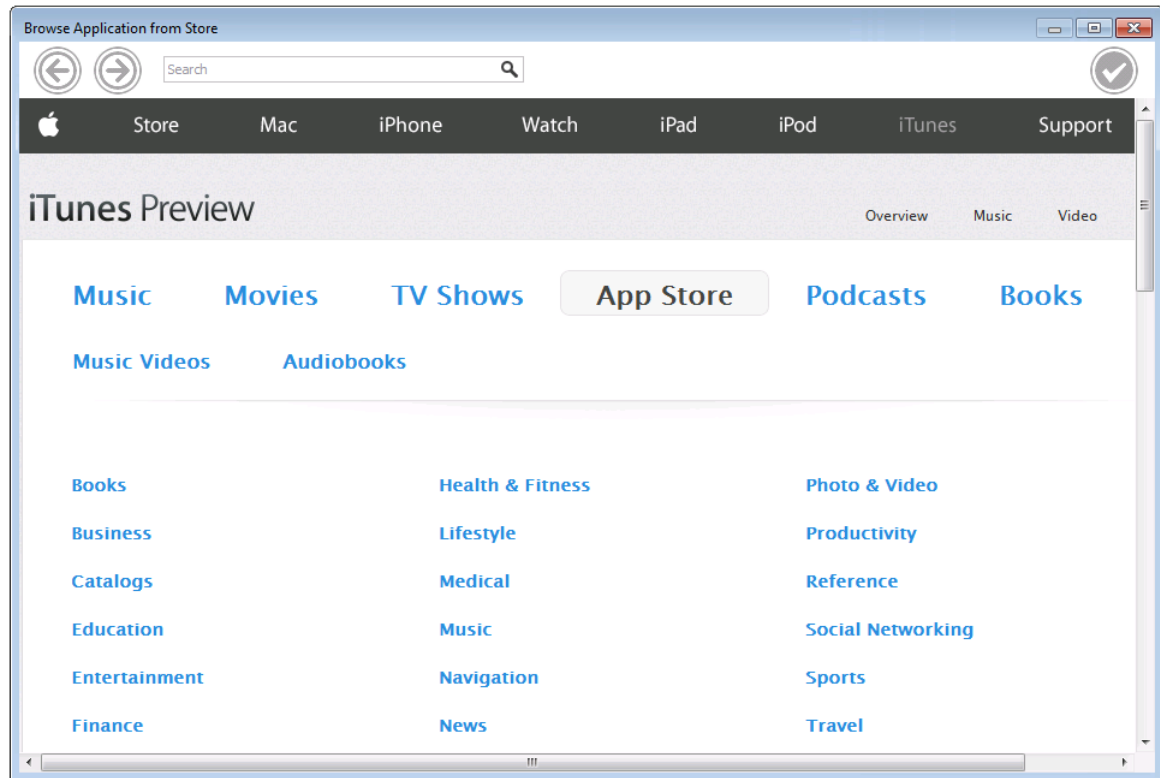 Browse Application from Store
Search
Store Mac iPhone Watch iPad iPod iTunes Support
iTunes Preview
Overview Music Video
Music Movies TV Shows App Store Podcasts Books
Music Videos Audiobooks
Books Health & Fitness Photo & Video
Business Lifestyle Productivity
Catalogs Medical Reference
Education Music Social Networking
Entertainment Navigation Sports
Finance News Travel